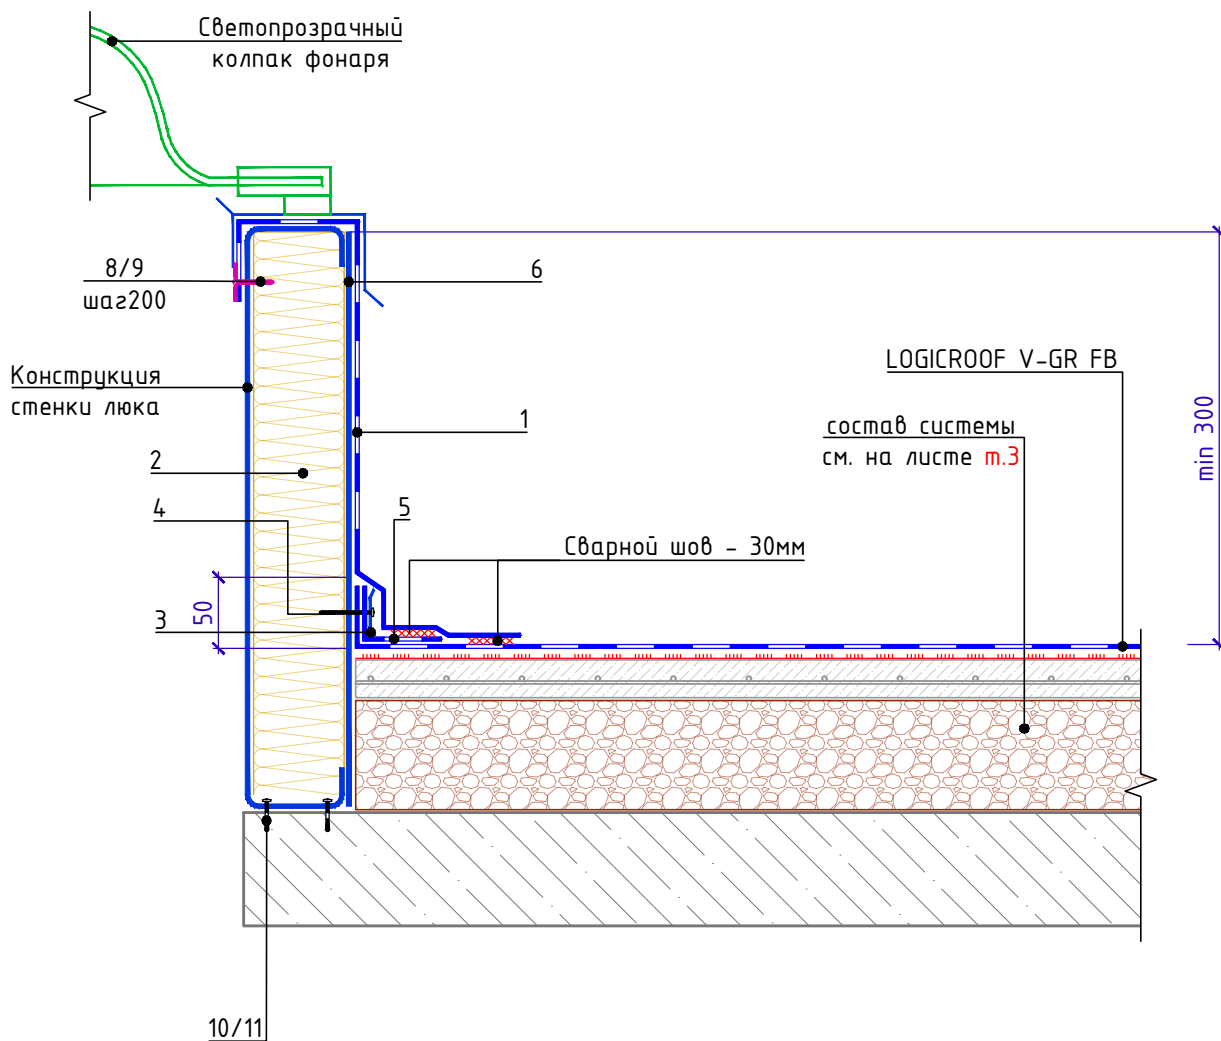 Светопрозрачный
колпак фонаря
8/9
шаг200
6
Конструкция
стенки люка
LOGICROOF V-GR FB
1
состав системы
см. на листе т.3
min 300
2
4
5
Сварной шов - 30мм
50
3
10/11